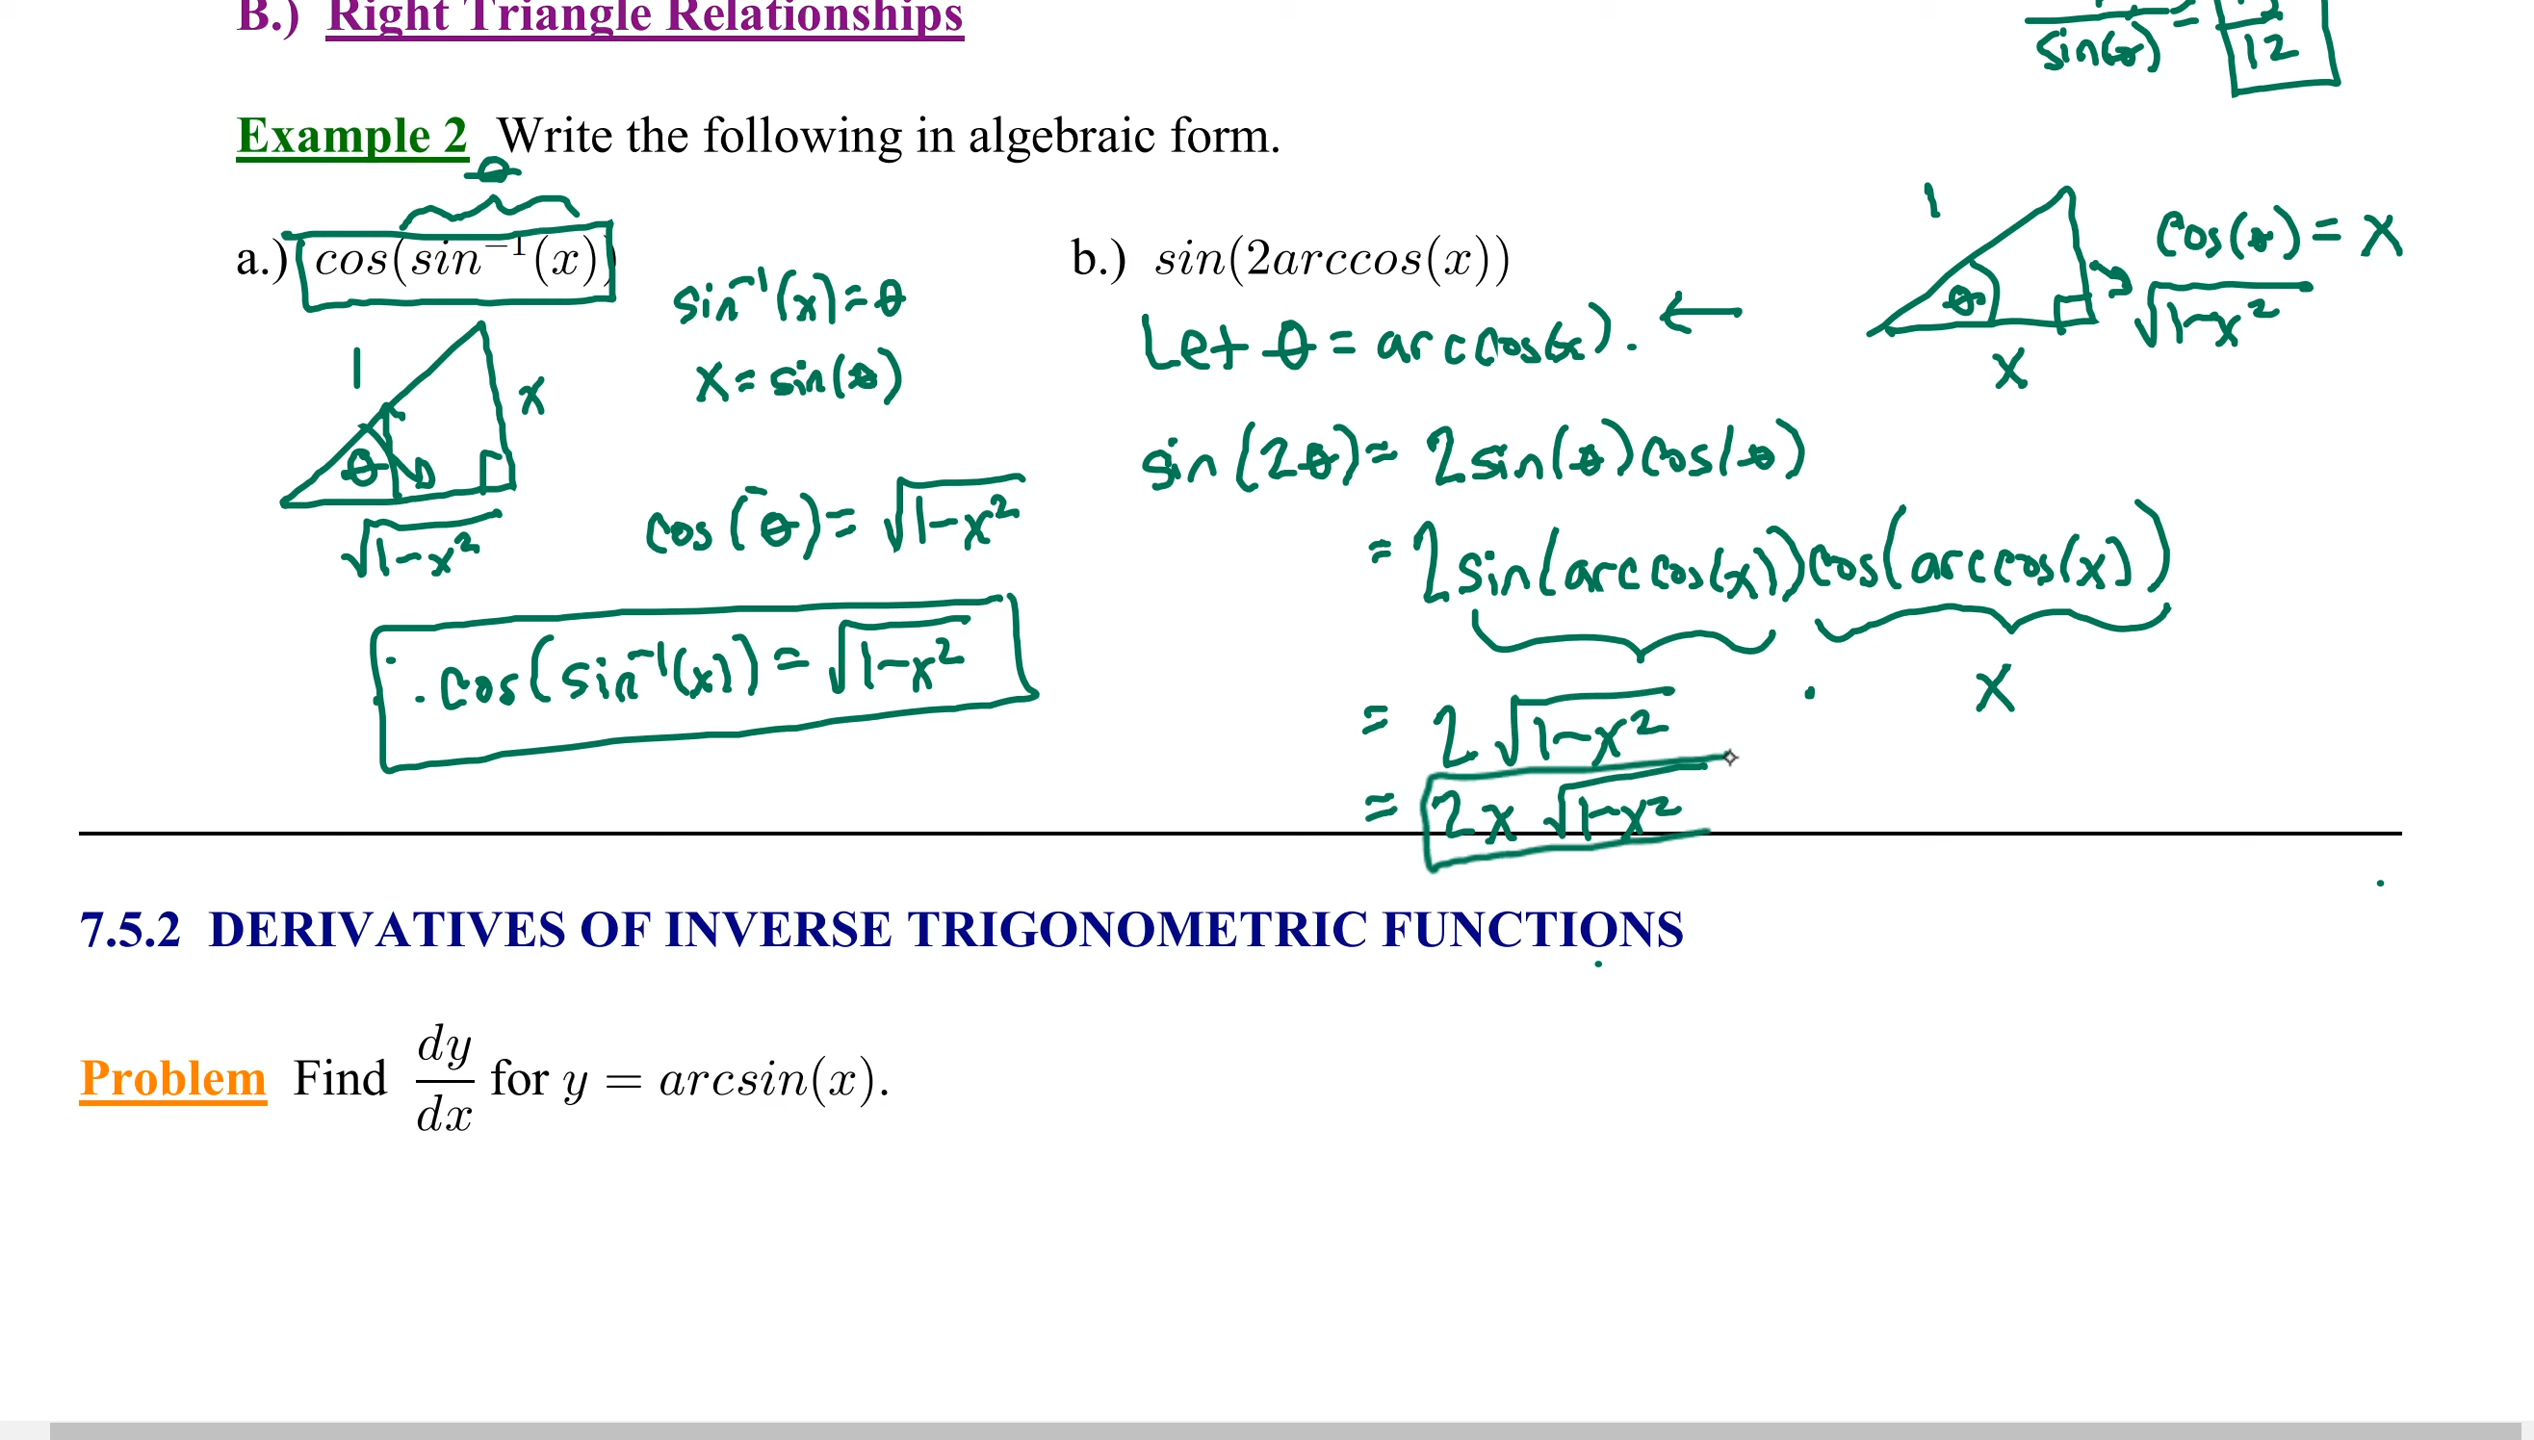 B.) Right Triangle Relationships
sin(θ) = 12
Example 2 Write the following in algebraic form.
θ
a.) cos(sin⁻¹(x))
sin⁻¹(x) = θ
x = sin(θ)
1
x
θ
√1-x²
cos(θ) = √1-x²
∴ cos(sin⁻¹(x)) = √1-x²
b.) sin(2arccos(x))
Let θ = arccos(x). ←
1
θ
x
√1-x²
cos(θ) = x
sin(2θ) = 2sin(θ)cos(θ)
= 2sin(arccos(x))cos(arccos(x))
= 2√1-x² · x
= 2x√1-x²
7.5.2 DERIVATIVES OF INVERSE TRIGONOMETRIC FUNCTIONS
Problem Find dy/dx for y = arcsin(x).